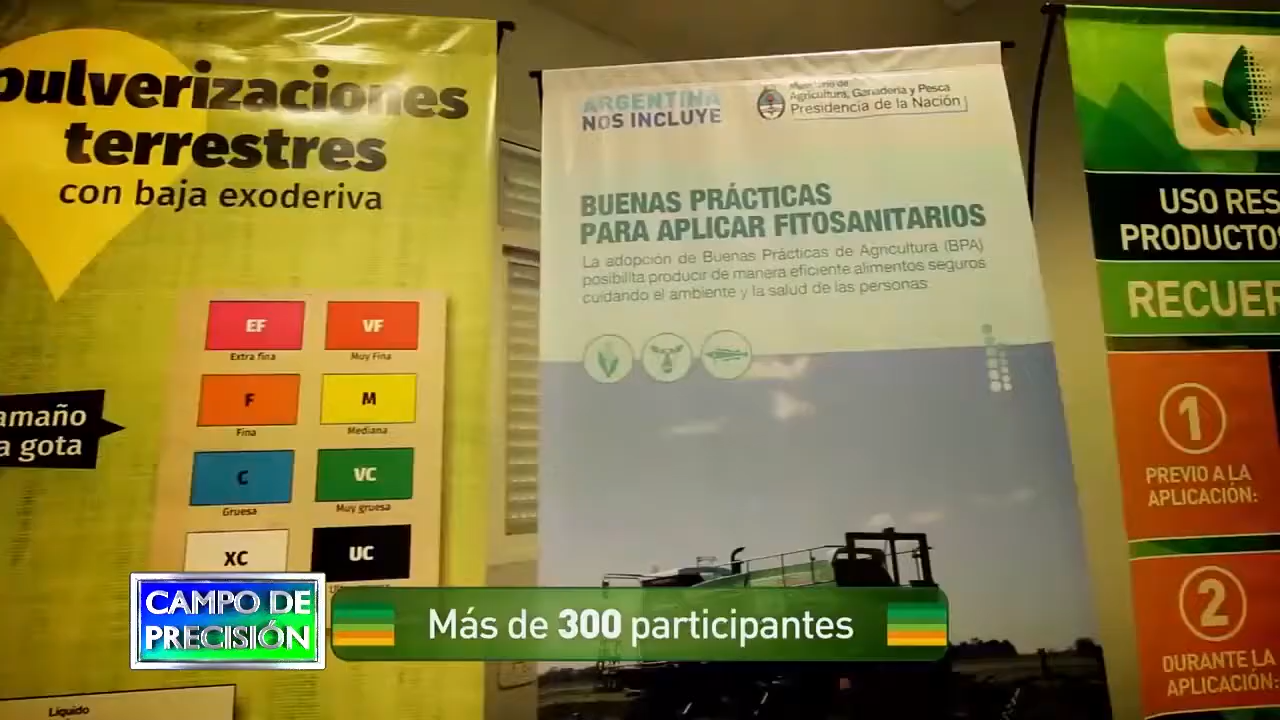 pulverizaciones
terrestres
con baja exoderiva
EF
Extra fina
VF
Muy Fina
F
Fina
M
Mediana
C
Gruesa
VC
Muy gruesa
XC
UC
amaño
a gota
Líquido
ARGENTINA
NOS INCLUYE
Agricultura, Ganadería y Pesca
Presidencia de la Nación
BUENAS PRÁCTICAS
PARA APLICAR FITOSANITARIOS
La adopción de Buenas Prácticas de Agricultura (BPA)
posibilita producir de manera eficiente alimentos seguros
cuidando el ambiente y la salud de las personas
USO RES
PRODUCTOS
RECUER
1
PREVIO A LA
APLICACIÓN:
2
DURANTE LA
APLICACIÓN:
CAMPO DE
PRECISIÓN
Más de 300 participantes